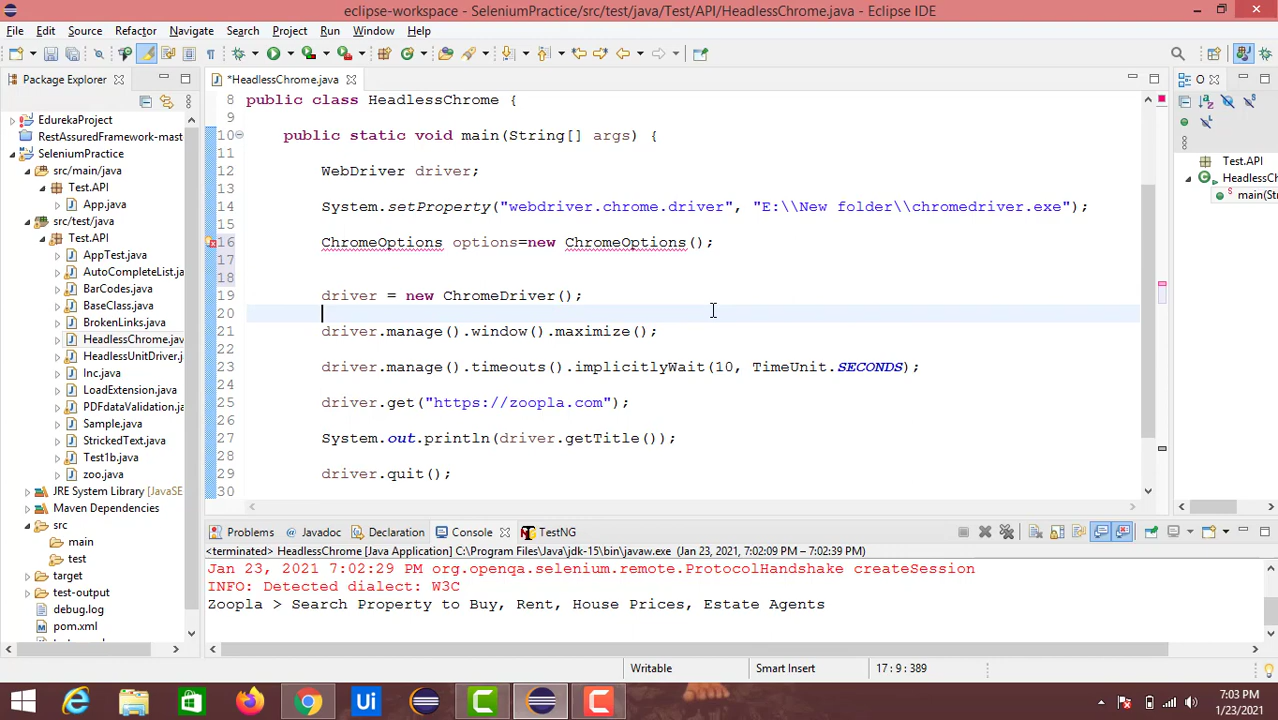 eclipse-workspace - SeleniumPractice/src/test/java/Test/API/HeadlessChrome.java - Eclipse IDE
File Edit Source Refactor Navigate Search Project Run Window Help
Package Explorer
*HeadlessChrome.java
O
EdurekaProject
RestAssuredFramework-mast
SeleniumPractice
src/main/java
Test.API
App.java
src/test/java
Test.API
AppTest.java
AutoCompleteList.j
BarCodes.java
BaseClass.java
BrokenLinks.java
HeadlessChrome.jav
HeadlessUnitDriver.j
Inc.java
LoadExtension.java
PDFdataValidation.ja
Sample.java
StrickedText.java
Test1b.java
zoo.java
JRE System Library [JavaSE
Maven Dependencies
src
main
test
target
test-output
debug.log
pom.xml
8 public class HeadlessChrome {
9
10 public static void main(String[] args) {
11
12 WebDriver driver;
13
14 System.setProperty("webdriver.chrome.driver", "E:\\New folder\\chromedriver.exe");
15
16 ChromeOptions options=new ChromeOptions();
17
18
19 driver = new ChromeDriver();
20
21 driver.manage().window().maximize();
22
23 driver.manage().timeouts().implicitlyWait(10, TimeUnit.SECONDS);
24
25 driver.get("https://zoopla.com");
26
27 System.out.println(driver.getTitle());
28
29 driver.quit();
30
Test.API
HeadlessCh
main(Stri
Problems Javadoc Declaration Console TestNG
<terminated> HeadlessChrome [Java Application] C:\Program Files\Java\jdk-15\bin\javaw.exe (Jan 23, 2021, 7:02:09 PM – 7:02:39 PM)
Jan 23, 2021 7:02:29 PM org.openqa.selenium.remote.ProtocolHandshake createSession
INFO: Detected dialect: W3C
Zoopla > Search Property to Buy, Rent, House Prices, Estate Agents
Writable Smart Insert 17 : 9 : 389
Ui
7:03 PM
1/23/2021